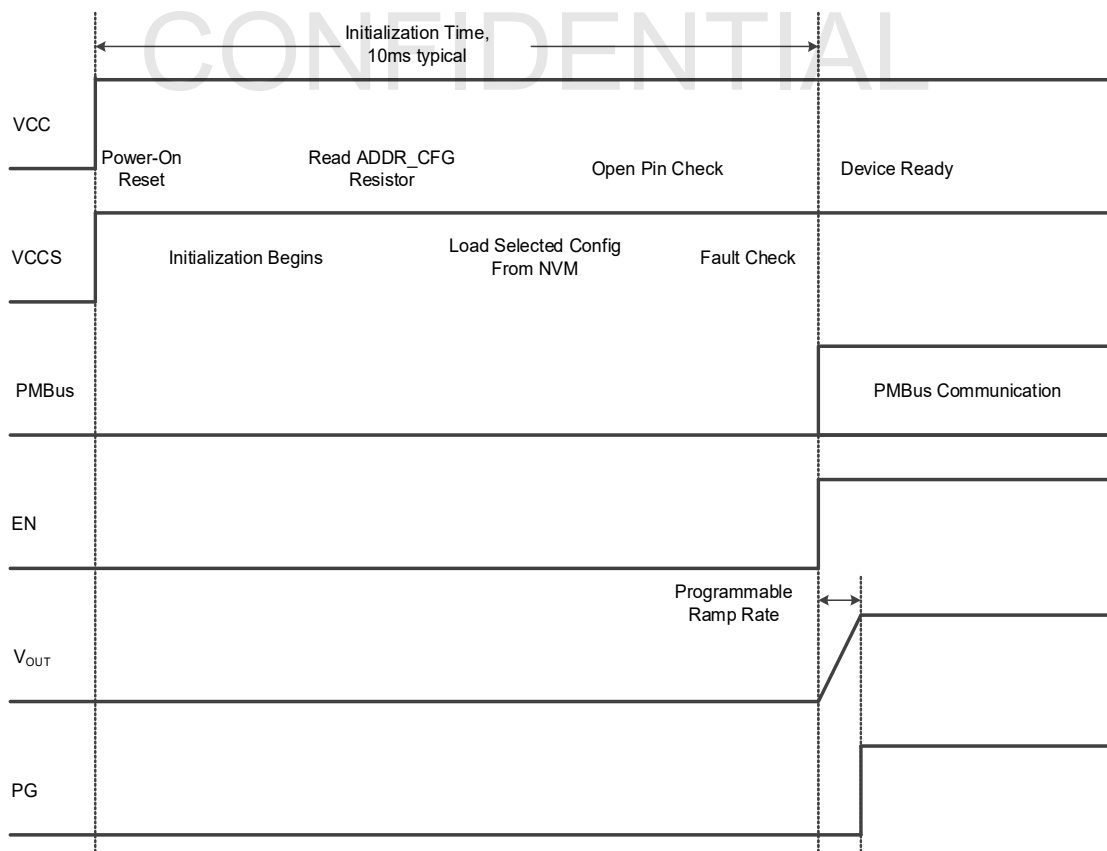 CONFIDENTIAL
Initialization Time,
10ms typical
VCC
Power-On
Reset
Read ADDR_CFG
Resistor
Open Pin Check
Device Ready
VCCS
Initialization Begins
Load Selected Config
From NVM
Fault Check
PMBus
PMBus Communication
EN
Programmable
Ramp Rate
VOUT
PG